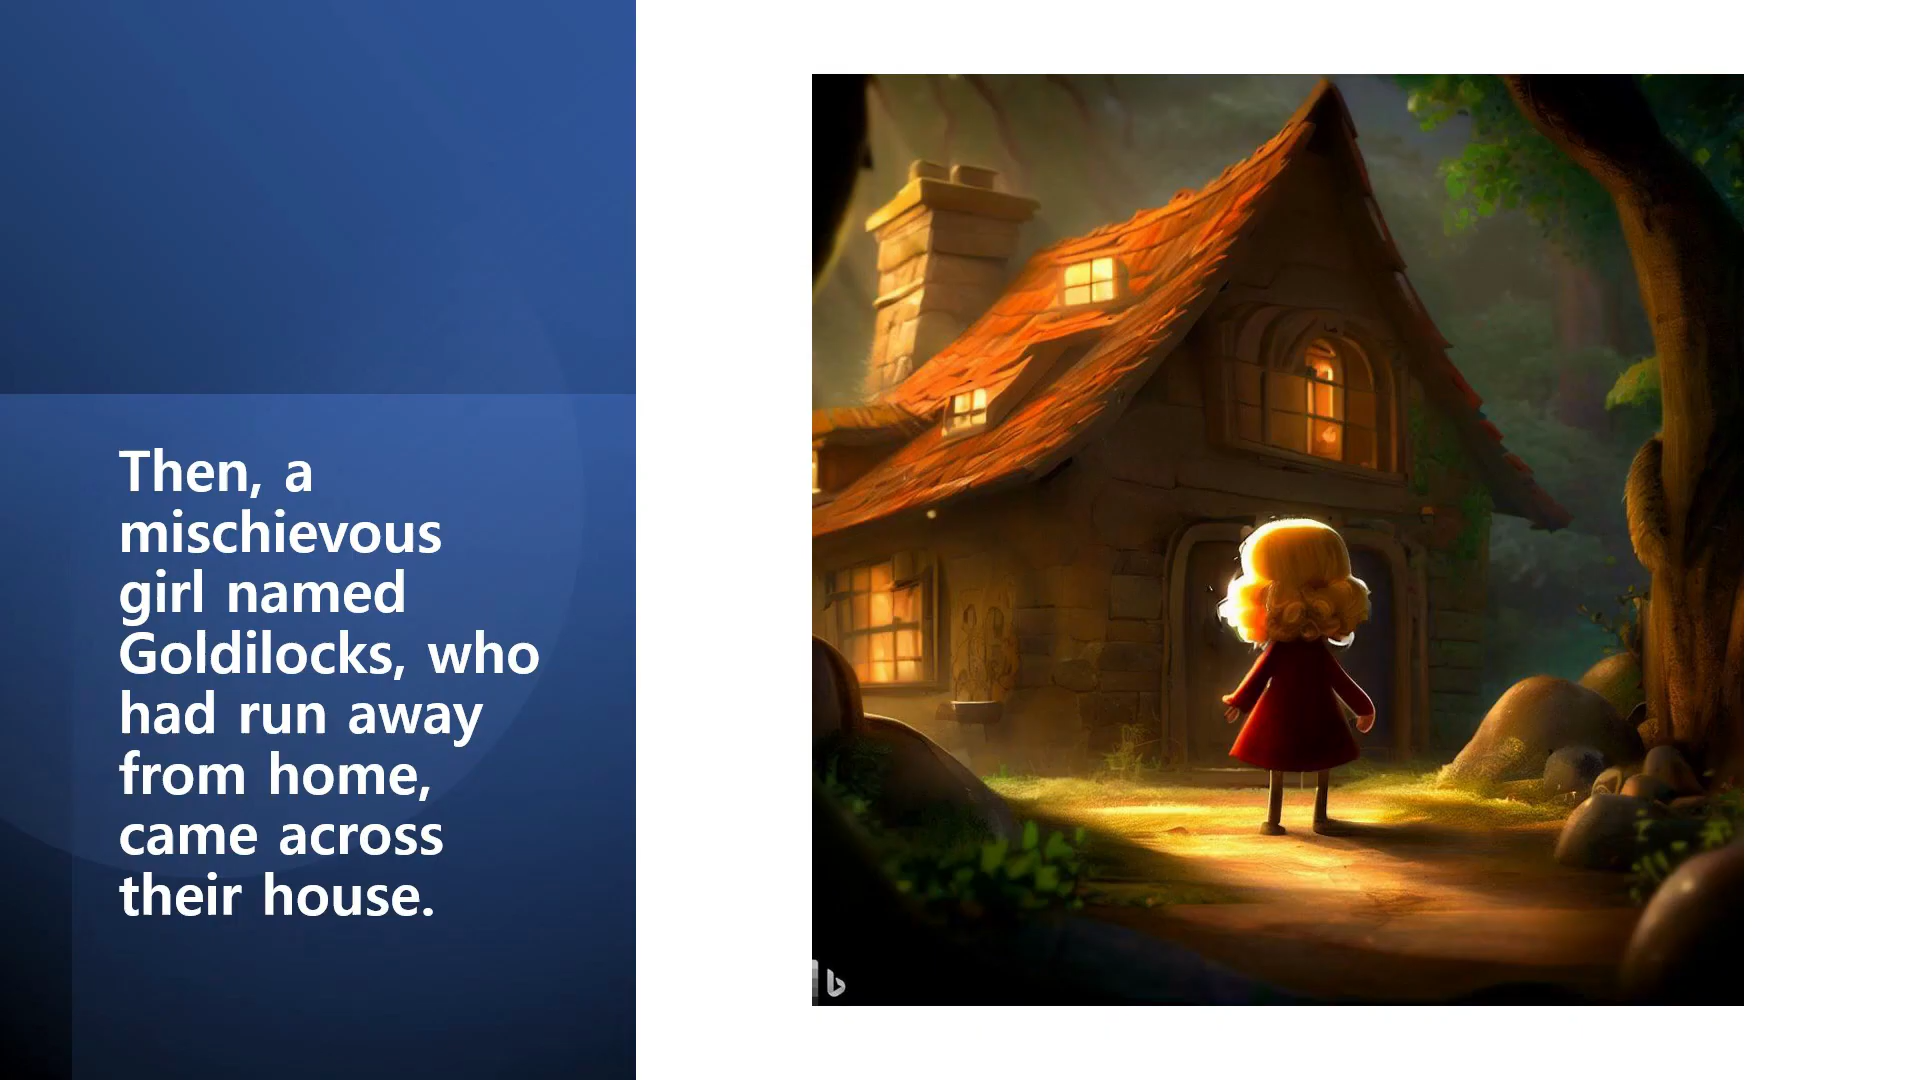 Then, a
mischievous
girl named
Goldilocks, who
had run away
from home,
came across
their house.